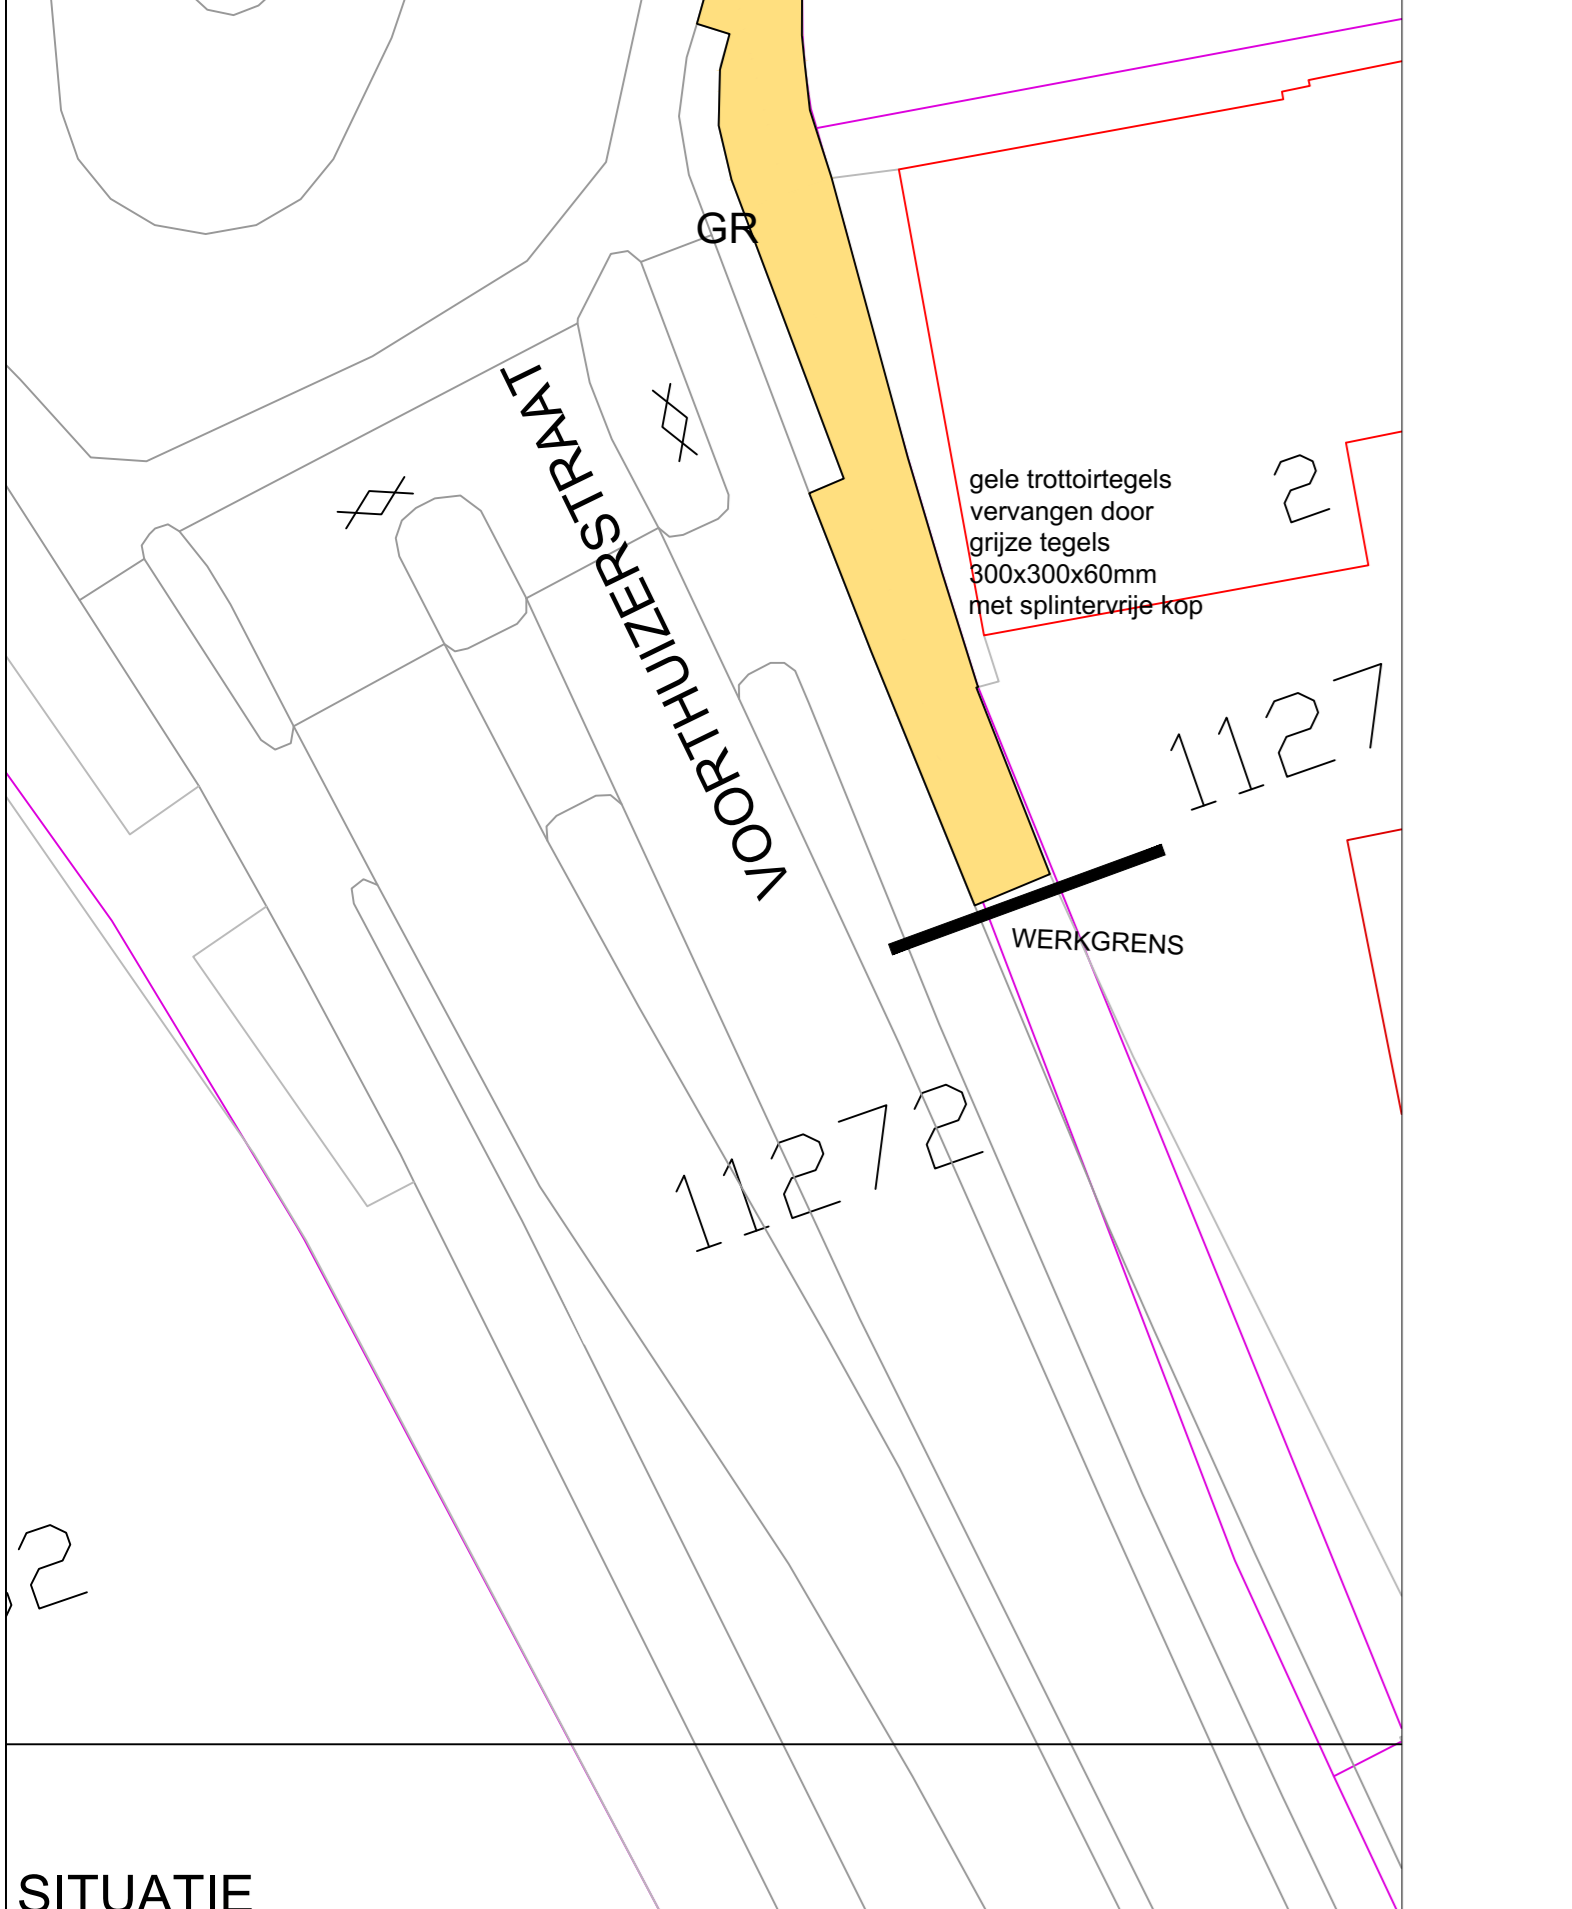 GR
VOORTHUIZERSTRAAT
gele trottoirtegels
vervangen door
grijze tegels
300x300x60mm
met splintervrije kop
2
1127
WERKGRENS
11272
2
SITUATIE